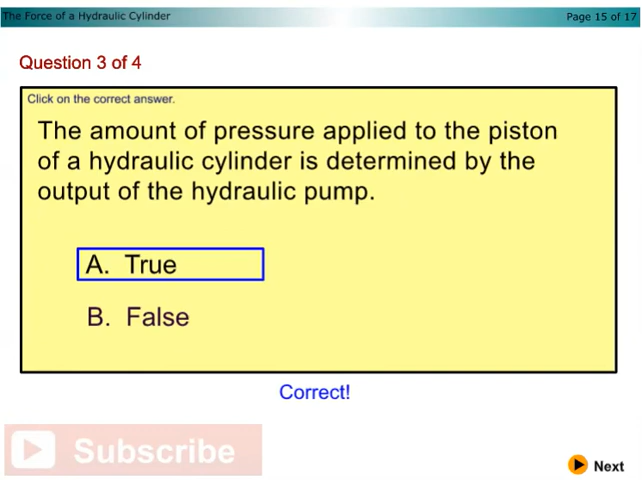 The Force of a Hydraulic Cylinder
Page 15 of 17
Question 3 of 4
Click on the correct answer.
The amount of pressure applied to the piston
of a hydraulic cylinder is determined by the
output of the hydraulic pump.
A. True
B. False
Correct!
Subscribe
Next